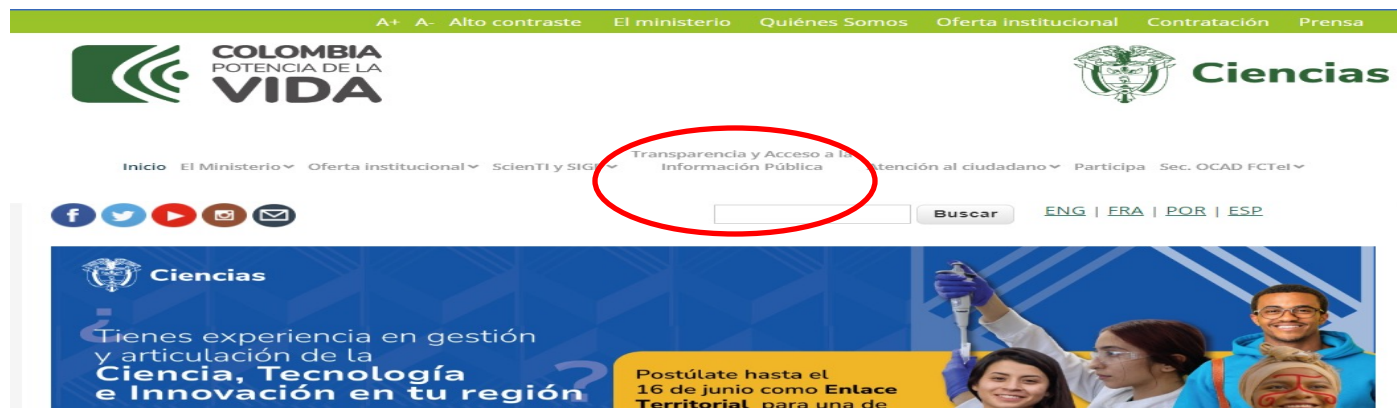 A+ A- Alto contraste El ministerio Quiénes Somos Oferta institucional Contratación Prensa
COLOMBIA
POTENCIA DE LA
VIDA
Ciencias
Transparencia y Acceso a la
Inicio El Ministerio Oferta institucional ScienTI y Información Pública Atención al ciudadano Participa Sec. OCAD FCTeI
Buscar ENG | FRA | POR | ESP
Ciencias
¿
Tienes experiencia en gestión
y articulación de la
Ciencia, Tecnología
e Innovación en tu región
?
Postúlate hasta el
16 de junio como Enlace
Territorial para una de